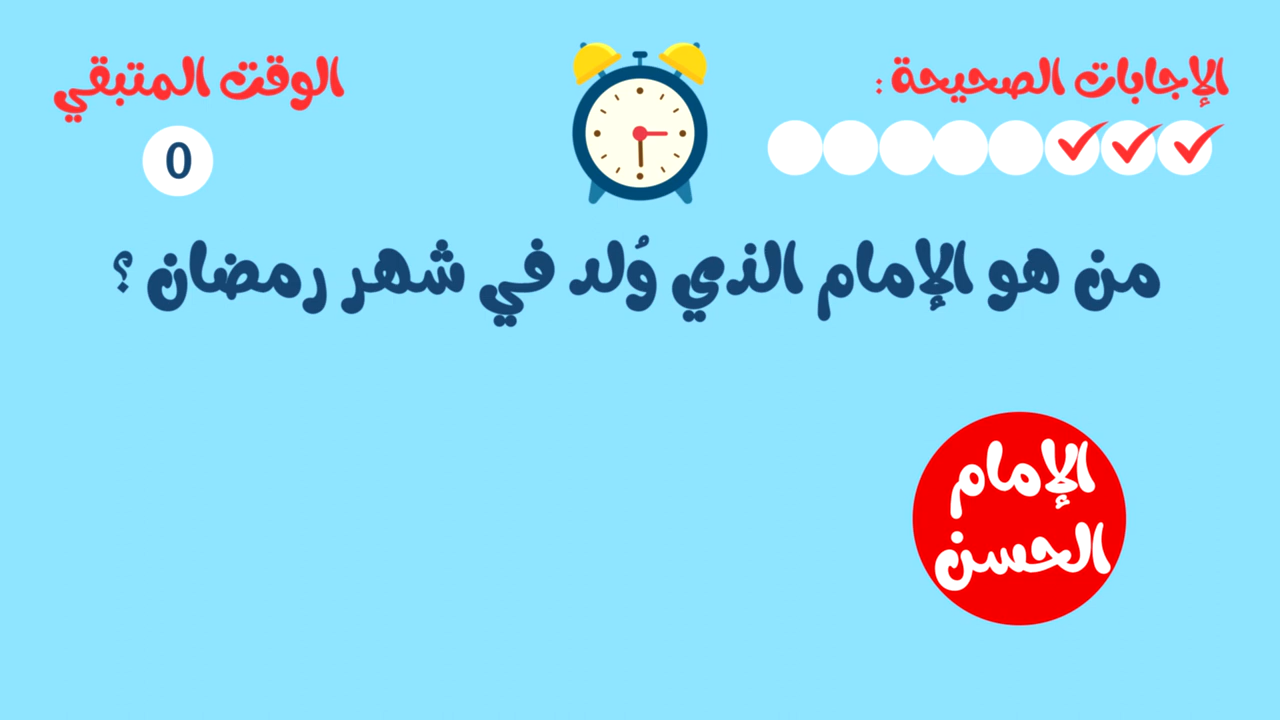 الإجابات الصحيحة :
الوقت المتبقي
0
من هو الإمام الذي وُلد في شهر رمضان ؟
الإمام
الحسن